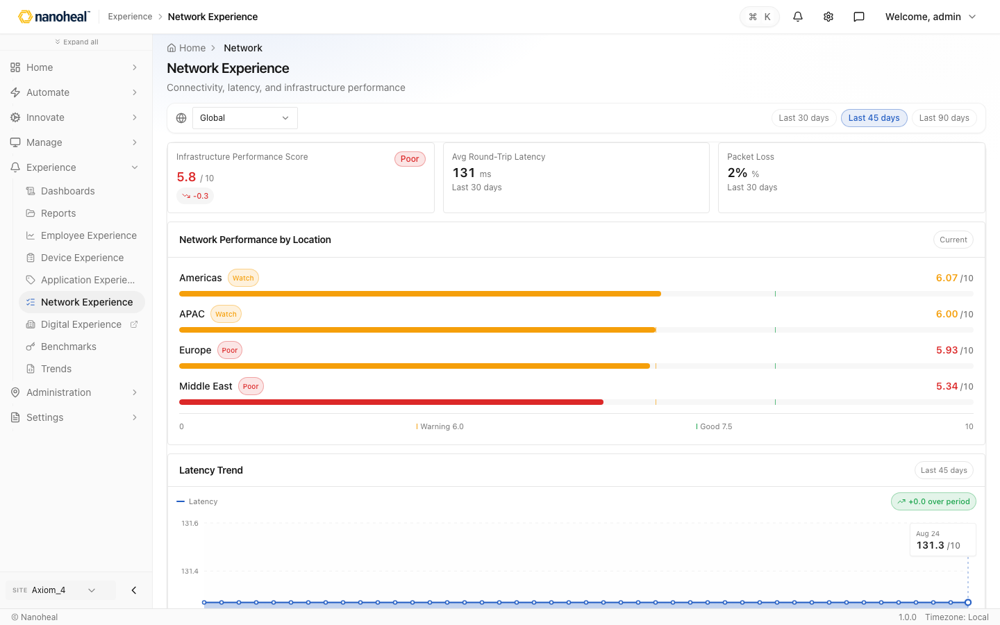 nanoheal™
Experience > Network Experience
⌘ K
Welcome, admin
Expand all
Home
Automate
Innovate
Manage
Experience
Dashboards
Reports
Employee Experience
Device Experience
Application Experie...
Network Experience
Digital Experience
Benchmarks
Trends
Administration
Settings
SITE Axiom_4
Home > Network
Network Experience
Connectivity, latency, and infrastructure performance
Global
Last 30 days
Last 45 days
Last 90 days
Infrastructure Performance Score
Poor
5.8 / 10
-0.3
Avg Round-Trip Latency
131 ms
Last 30 days
Packet Loss
2% %
Last 30 days
Network Performance by Location
Current
Americas Watch 6.07 /10
APAC Watch 6.00 /10
Europe Poor 5.93 /10
Middle East Poor 5.34 /10
0 Warning 6.0 Good 7.5 10
Latency Trend
Last 45 days
Latency
+0.0 over period
131.6
Aug 24
131.3 /10
131.4
© Nanoheal
1.0.0 Timezone: Local